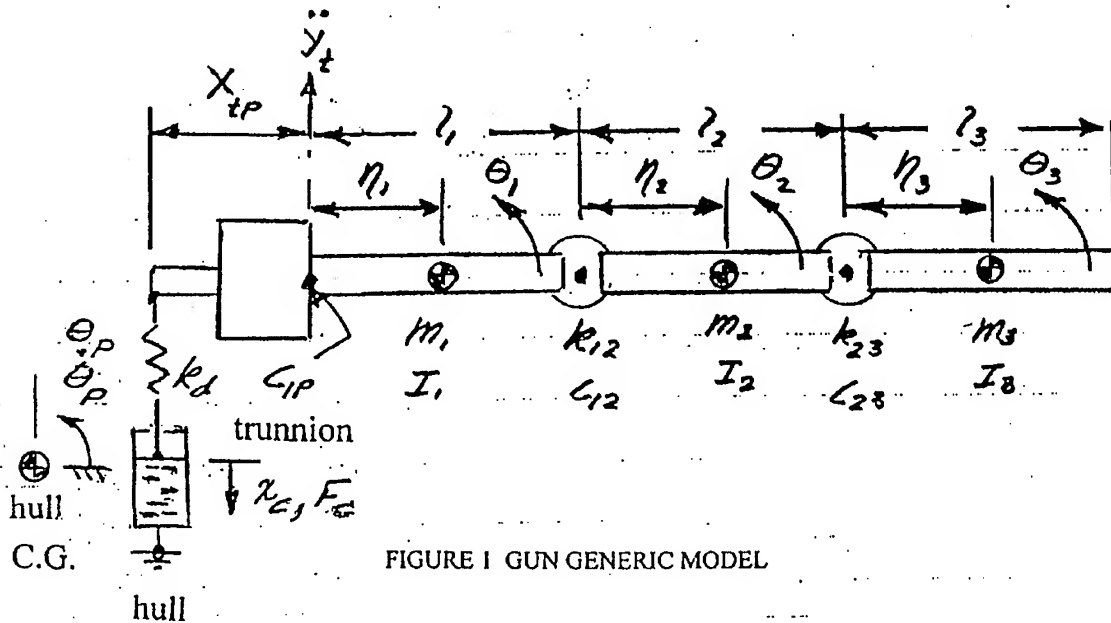 ÿ_t
X_tp
l_1 l_2 l_3
η_1 θ_1 η_2 θ_2 η_3 θ_3
θ_p
θ̇_p
k_d
C_1P
m_1 k_12 m_2 k_23 m_3
I_1 C_12 I_2 C_23 I_3
trunnion
x_c, F_c
hull
C.G.
FIGURE 1 GUN GENERIC MODEL
hull